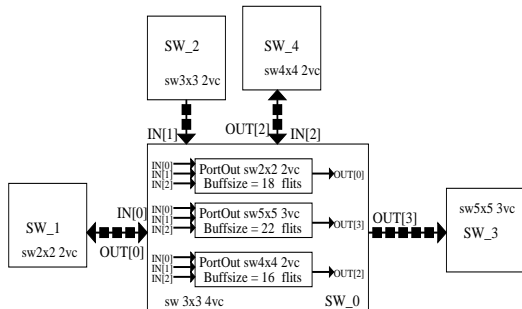 SW_2
sw3x3 2vc
SW_4
sw4x4 2vc
IN[1]
OUT[2]
IN[2]
IN[0]
IN[1]
IN[2]
PortOut sw2x2 2vc
Buffsize = 18 flits
OUT[0]
IN[0]
IN[1]
IN[2]
PortOut sw5x5 3vc
Buffsize = 22 flits
OUT[3]
IN[0]
IN[1]
IN[2]
PortOut sw4x4 2vc
Buffsize = 16 flits
OUT[2]
sw 3x3 4vc
SW_0
SW_1
sw2x2 2vc
IN[0]
OUT[0]
OUT[3]
sw5x5 3vc
SW_3